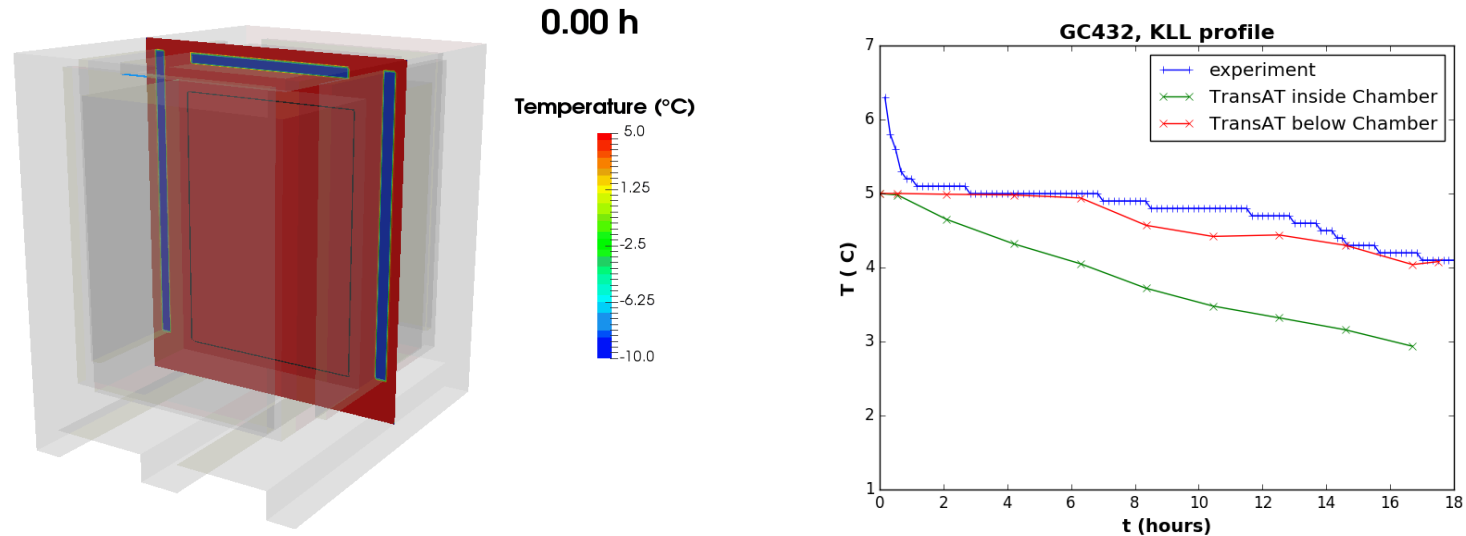 0.00 h
Temperature (°C)
5.0
1.25
-2.5
-6.25
-10.0
GC432, KLL profile
experiment
TransAT inside Chamber
TransAT below Chamber
7
6
5
4
3
2
1
T ( C)
0 2 4 6 8 10 12 14 16 18
t (hours)